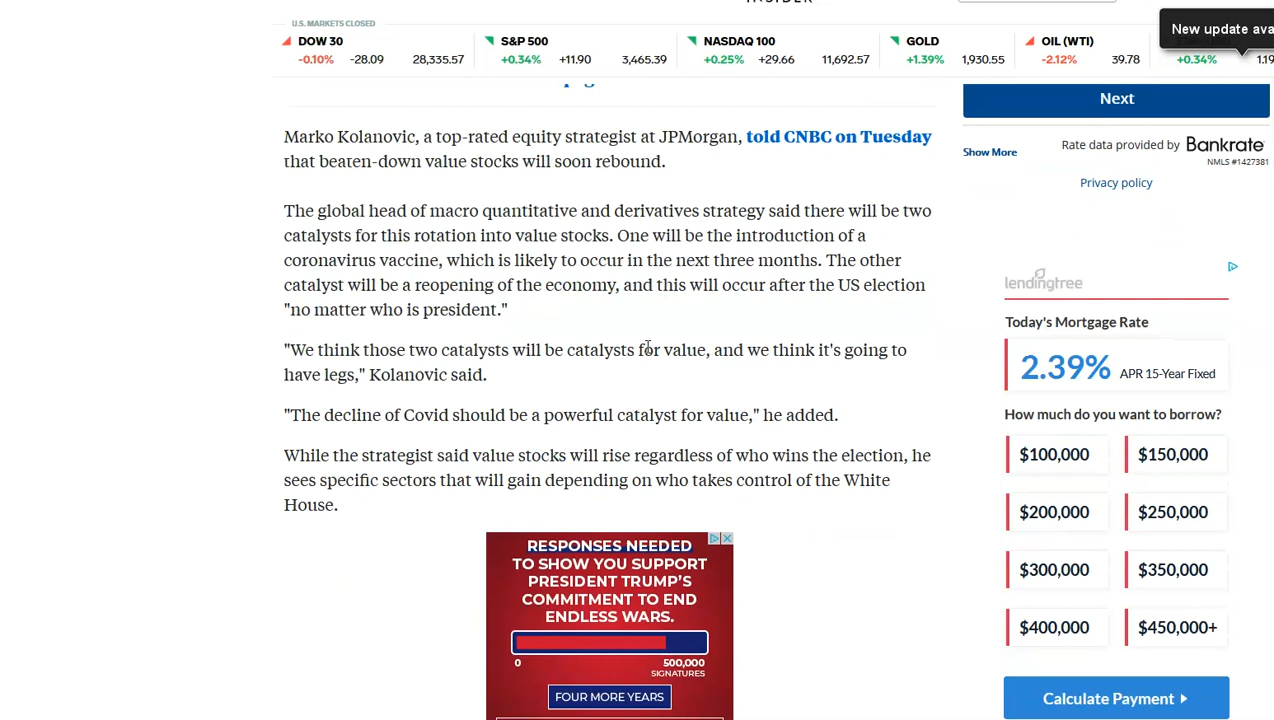 U.S. MARKETS CLOSED
DOW 30
-0.10% -28.09 28,335.57
S&P 500
+0.34% +11.90 3,465.39
NASDAQ 100
+0.25% +29.66 11,692.57
GOLD
+1.39% 1,930.55
OIL (WTI)
-2.12% 39.78
+0.34%
New update ava
Marko Kolanovic, a top-rated equity strategist at JPMorgan, told CNBC on Tuesday
that beaten-down value stocks will soon rebound.
The global head of macro quantitative and derivatives strategy said there will be two
catalysts for this rotation into value stocks. One will be the introduction of a
coronavirus vaccine, which is likely to occur in the next three months. The other
catalyst will be a reopening of the economy, and this will occur after the US election
"no matter who is president."
"We think those two catalysts will be catalysts for value, and we think it's going to
have legs," Kolanovic said.
"The decline of Covid should be a powerful catalyst for value," he added.
While the strategist said value stocks will rise regardless of who wins the election, he
sees specific sectors that will gain depending on who takes control of the White
House.
RESPONSES NEEDED
TO SHOW YOU SUPPORT
PRESIDENT TRUMP'S
COMMITMENT TO END
ENDLESS WARS.
0 500,000
SIGNATURES
FOUR MORE YEARS
Next
Show More
Rate data provided by Bankrate
NMLS #1427381
Privacy policy
lendingtree
Today's Mortgage Rate
2.39% APR 15-Year Fixed
How much do you want to borrow?
$100,000 $150,000
$200,000 $250,000
$300,000 $350,000
$400,000 $450,000+
Calculate Payment